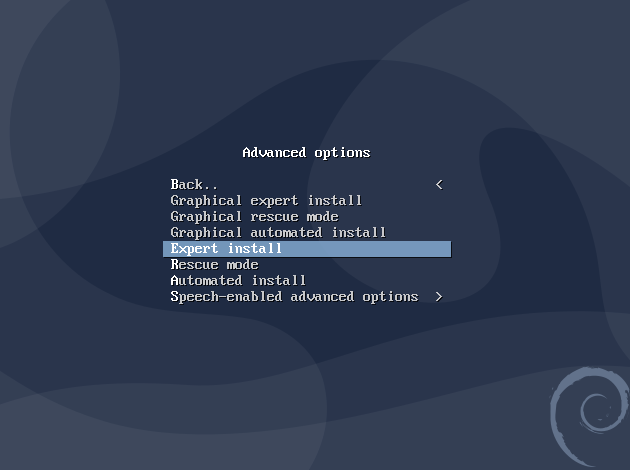 Advanced options
Back.. <
Graphical expert install
Graphical rescue mode
Graphical automated install
Expert install
Rescue mode
Automated install
Speech-enabled advanced options >